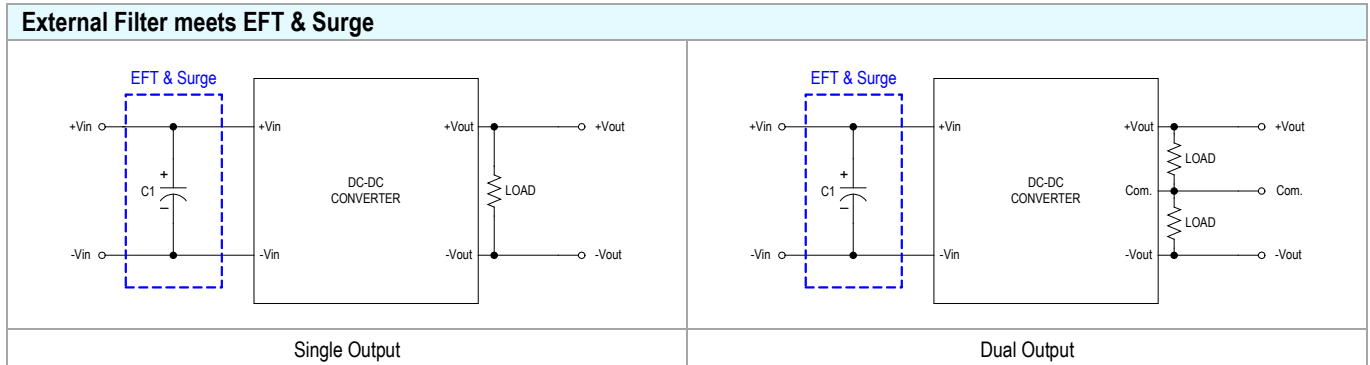 External Filter meets EFT & Surge
EFT & Surge
+Vin
+Vin
+Vout
+Vout
+
C1
–
DC-DC
CONVERTER
LOAD
-Vin
-Vin
-Vout
-Vout
Single Output
EFT & Surge
+Vin
+Vin
+Vout
+Vout
LOAD
+
C1
–
DC-DC
CONVERTER
Com.
Com.
LOAD
-Vin
-Vin
-Vout
-Vout
Dual Output